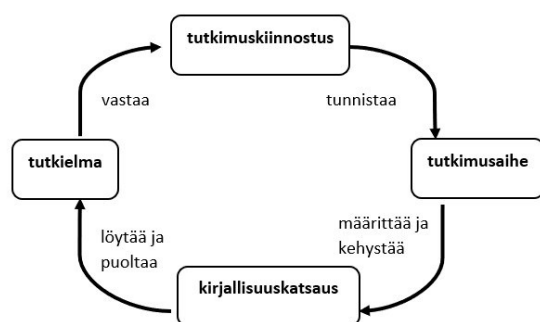 tutkimuskiinnostus
vastaa
tunnistaa
tutkielma
tutkimusaihe
löytää ja
puoltaa
määrittää ja
kehystää
kirjallisuuskatsaus